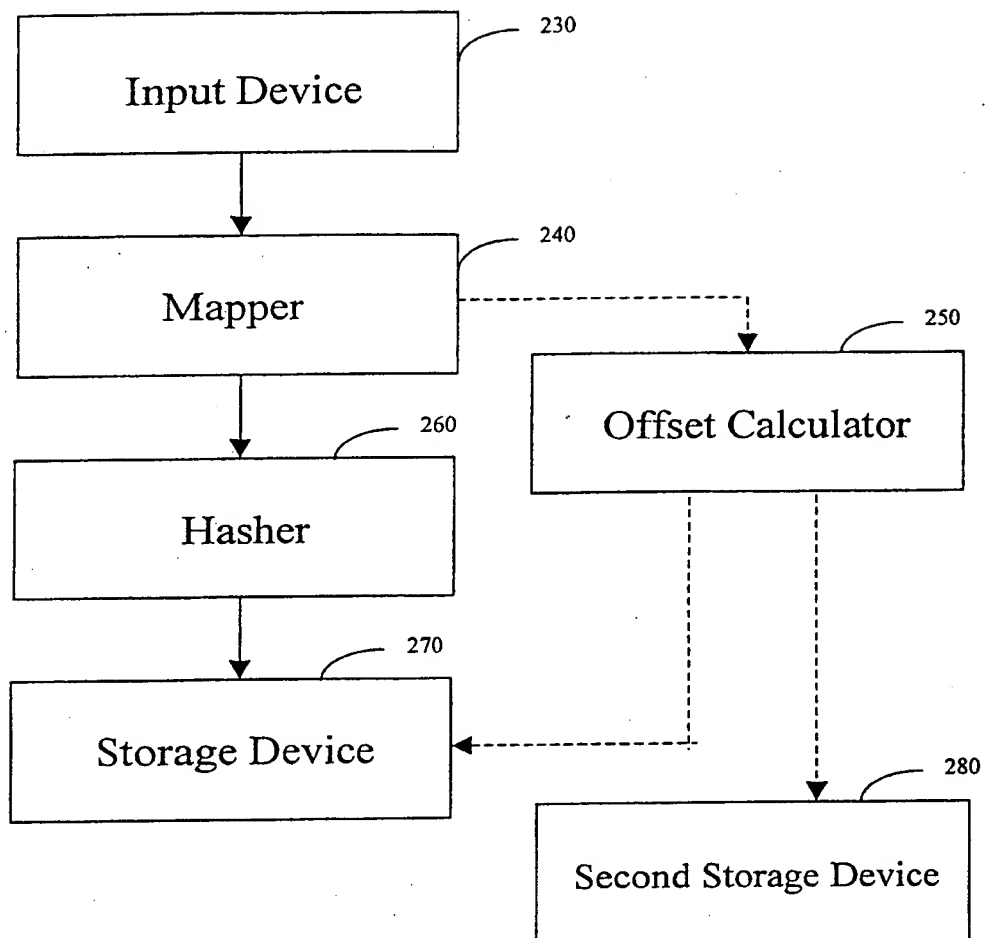 230
Input Device
240
Mapper
250
Offset Calculator
260
Hasher
270
Storage Device
280
Second Storage Device